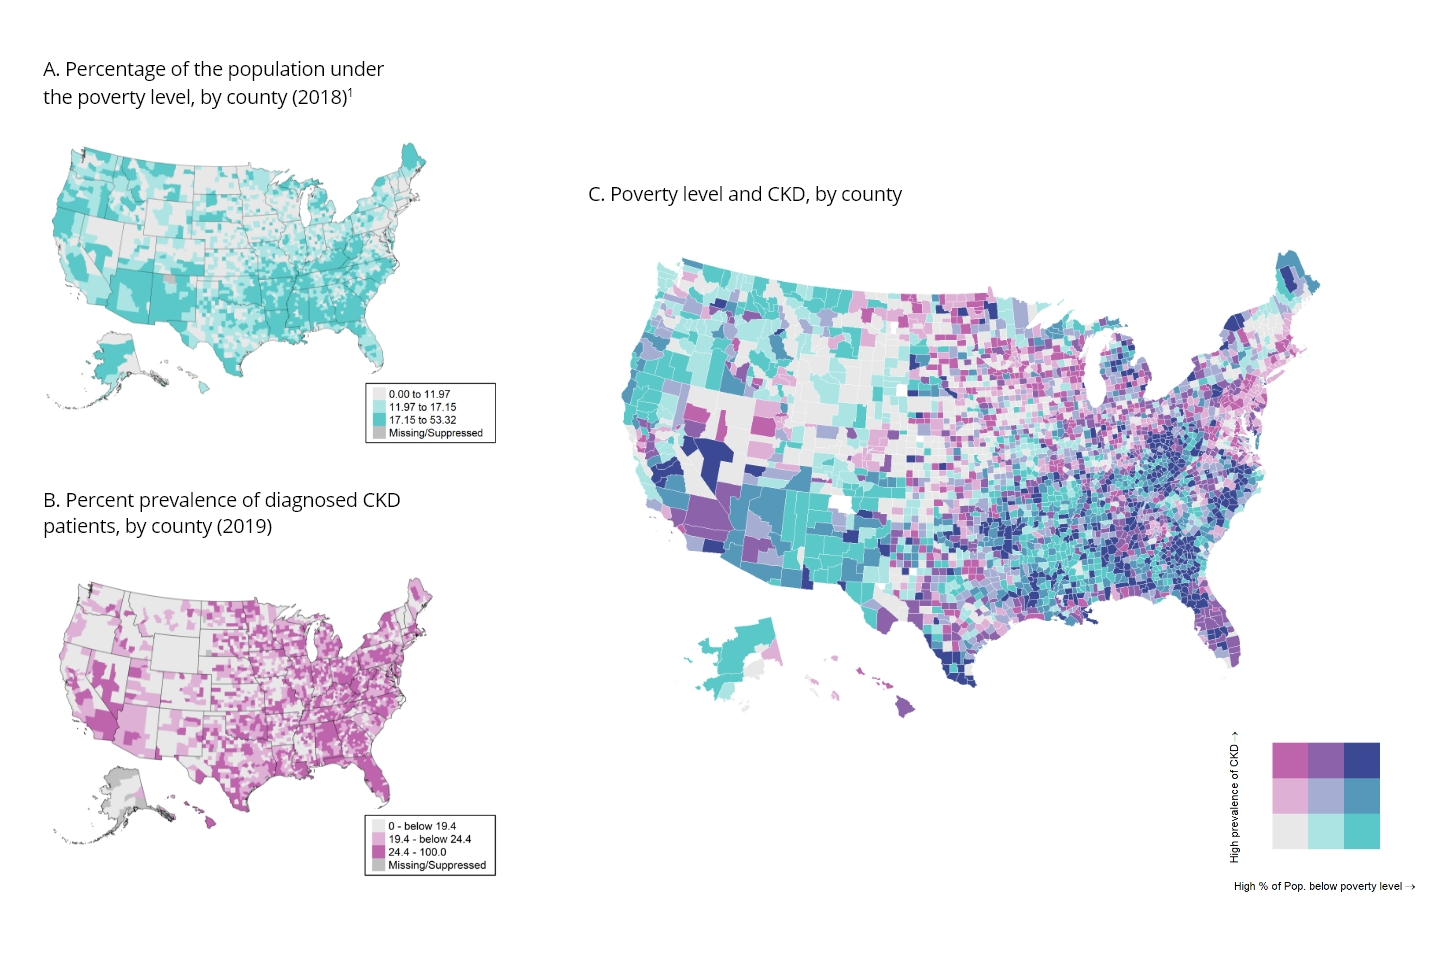 A. Percentage of the population under
the poverty level, by county (2018)¹
0.00 to 11.97
11.97 to 17.15
17.15 to 53.32
Missing/Suppressed
B. Percent prevalence of diagnosed CKD
patients, by county (2019)
0 - below 19.4
19.4 - below 24.4
24.4 - 100.0
Missing/Suppressed
C. Poverty level and CKD, by county
High prevalence of CKD →
High % of Pop. below poverty level →